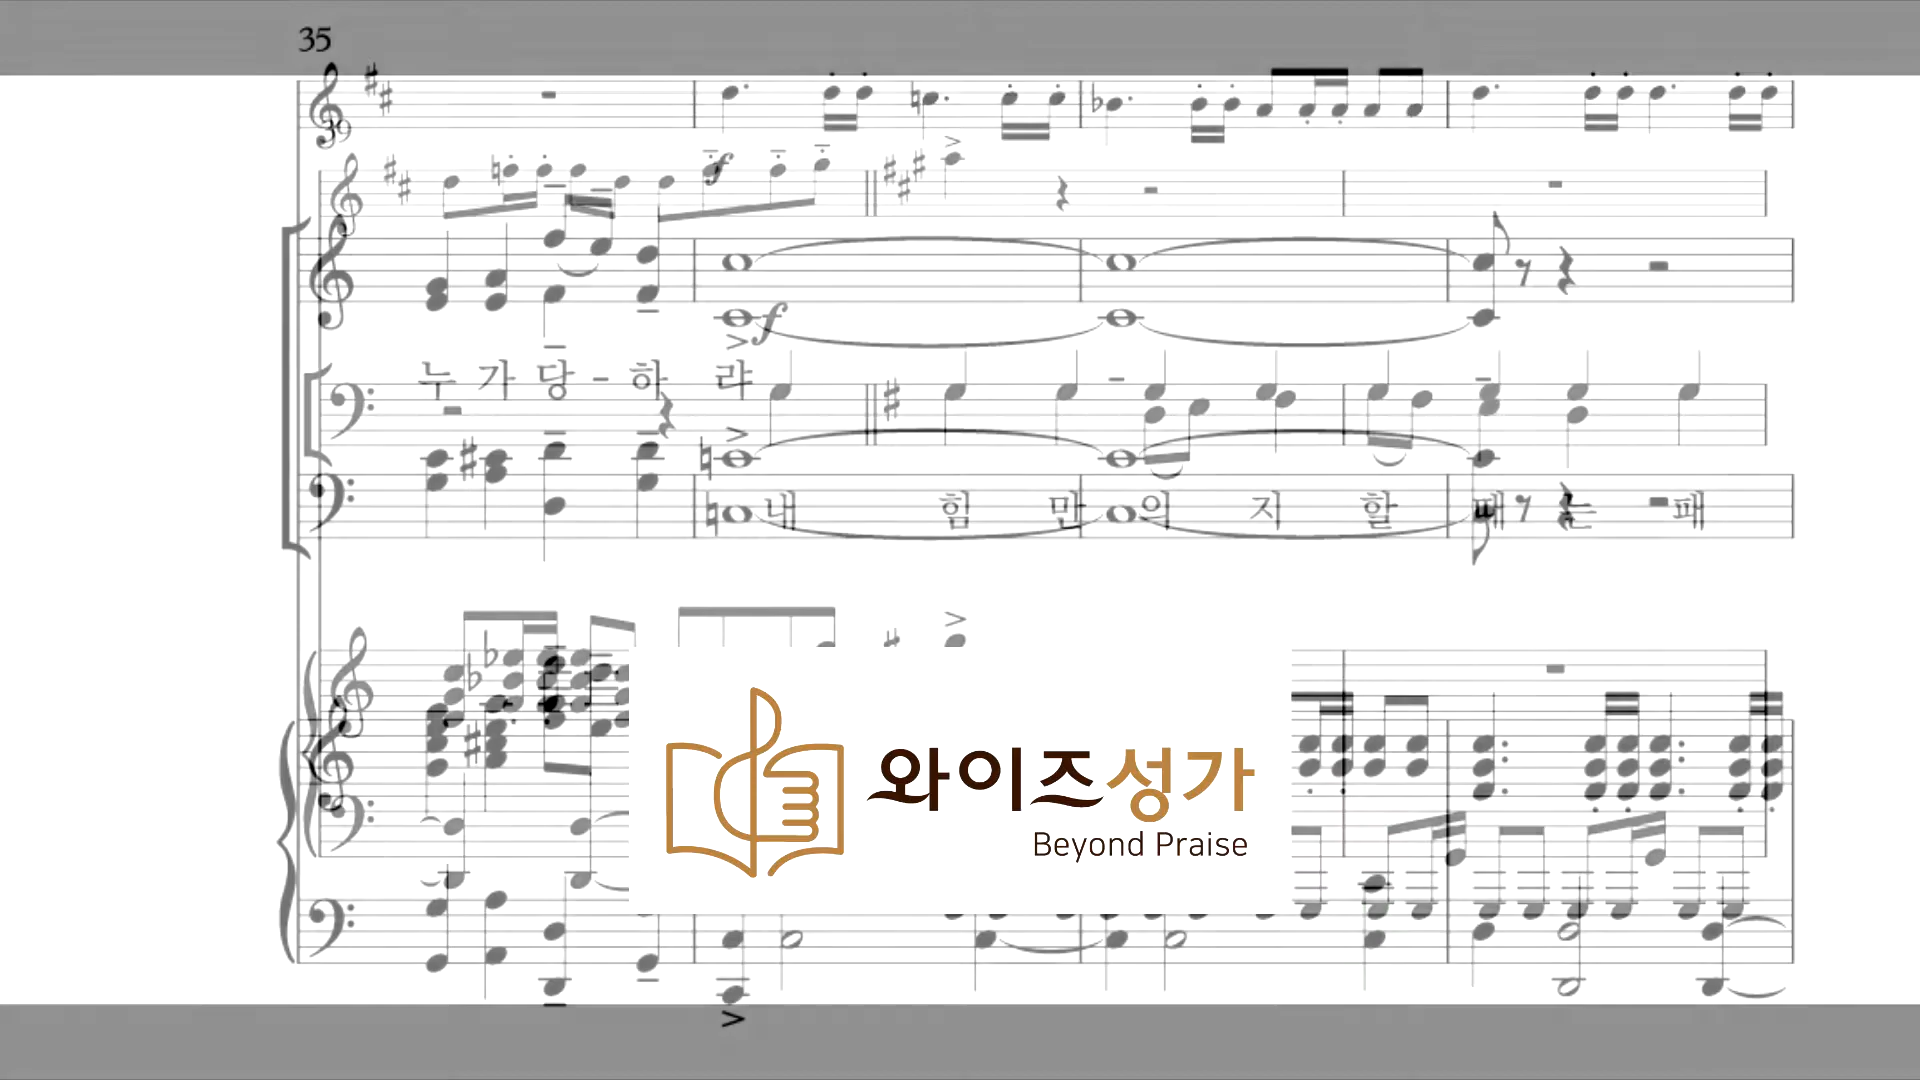 35
39
f
f
누 가 당 - 하 랴 - -
내 힘 만 의 지 할 때 는 패
와이즈성가
Beyond Praise